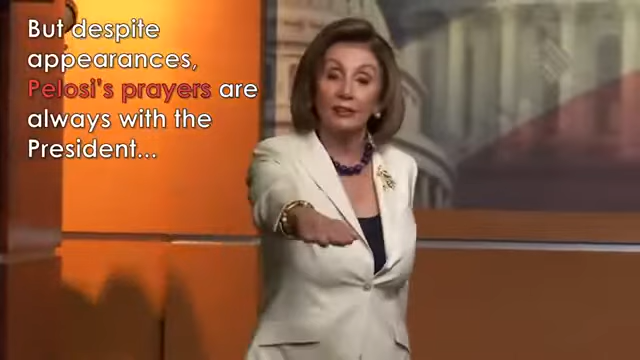 But despite
appearances,
Pelosi's prayers are
always with the
President...